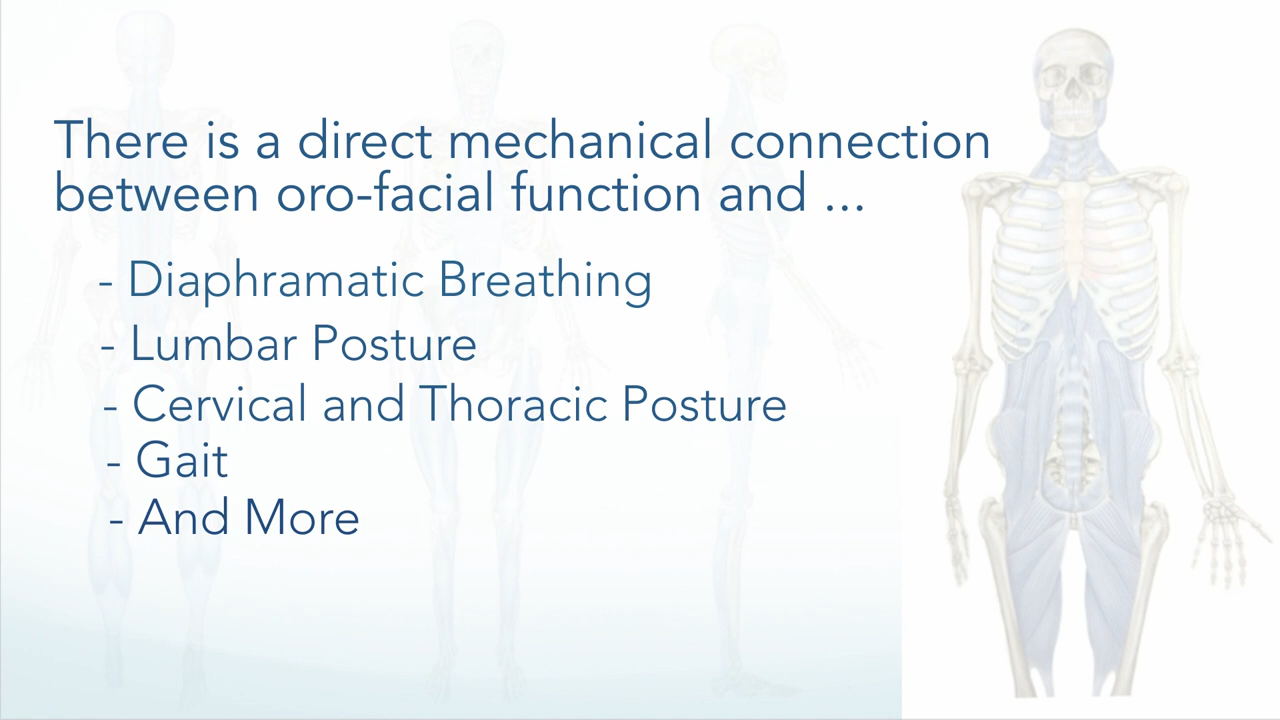 There is a direct mechanical connection
between oro-facial function and ...
- Diaphramatic Breathing
- Lumbar Posture
- Cervical and Thoracic Posture
- Gait
- And More